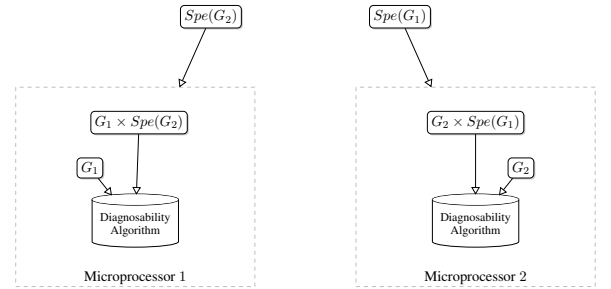 Spe(G₂)
Spe(G₁)
G₁ × Spe(G₂)
G₁
Diagnosability
Algorithm
Microprocessor 1
G₂ × Spe(G₁)
G₂
Diagnosability
Algorithm
Microprocessor 2